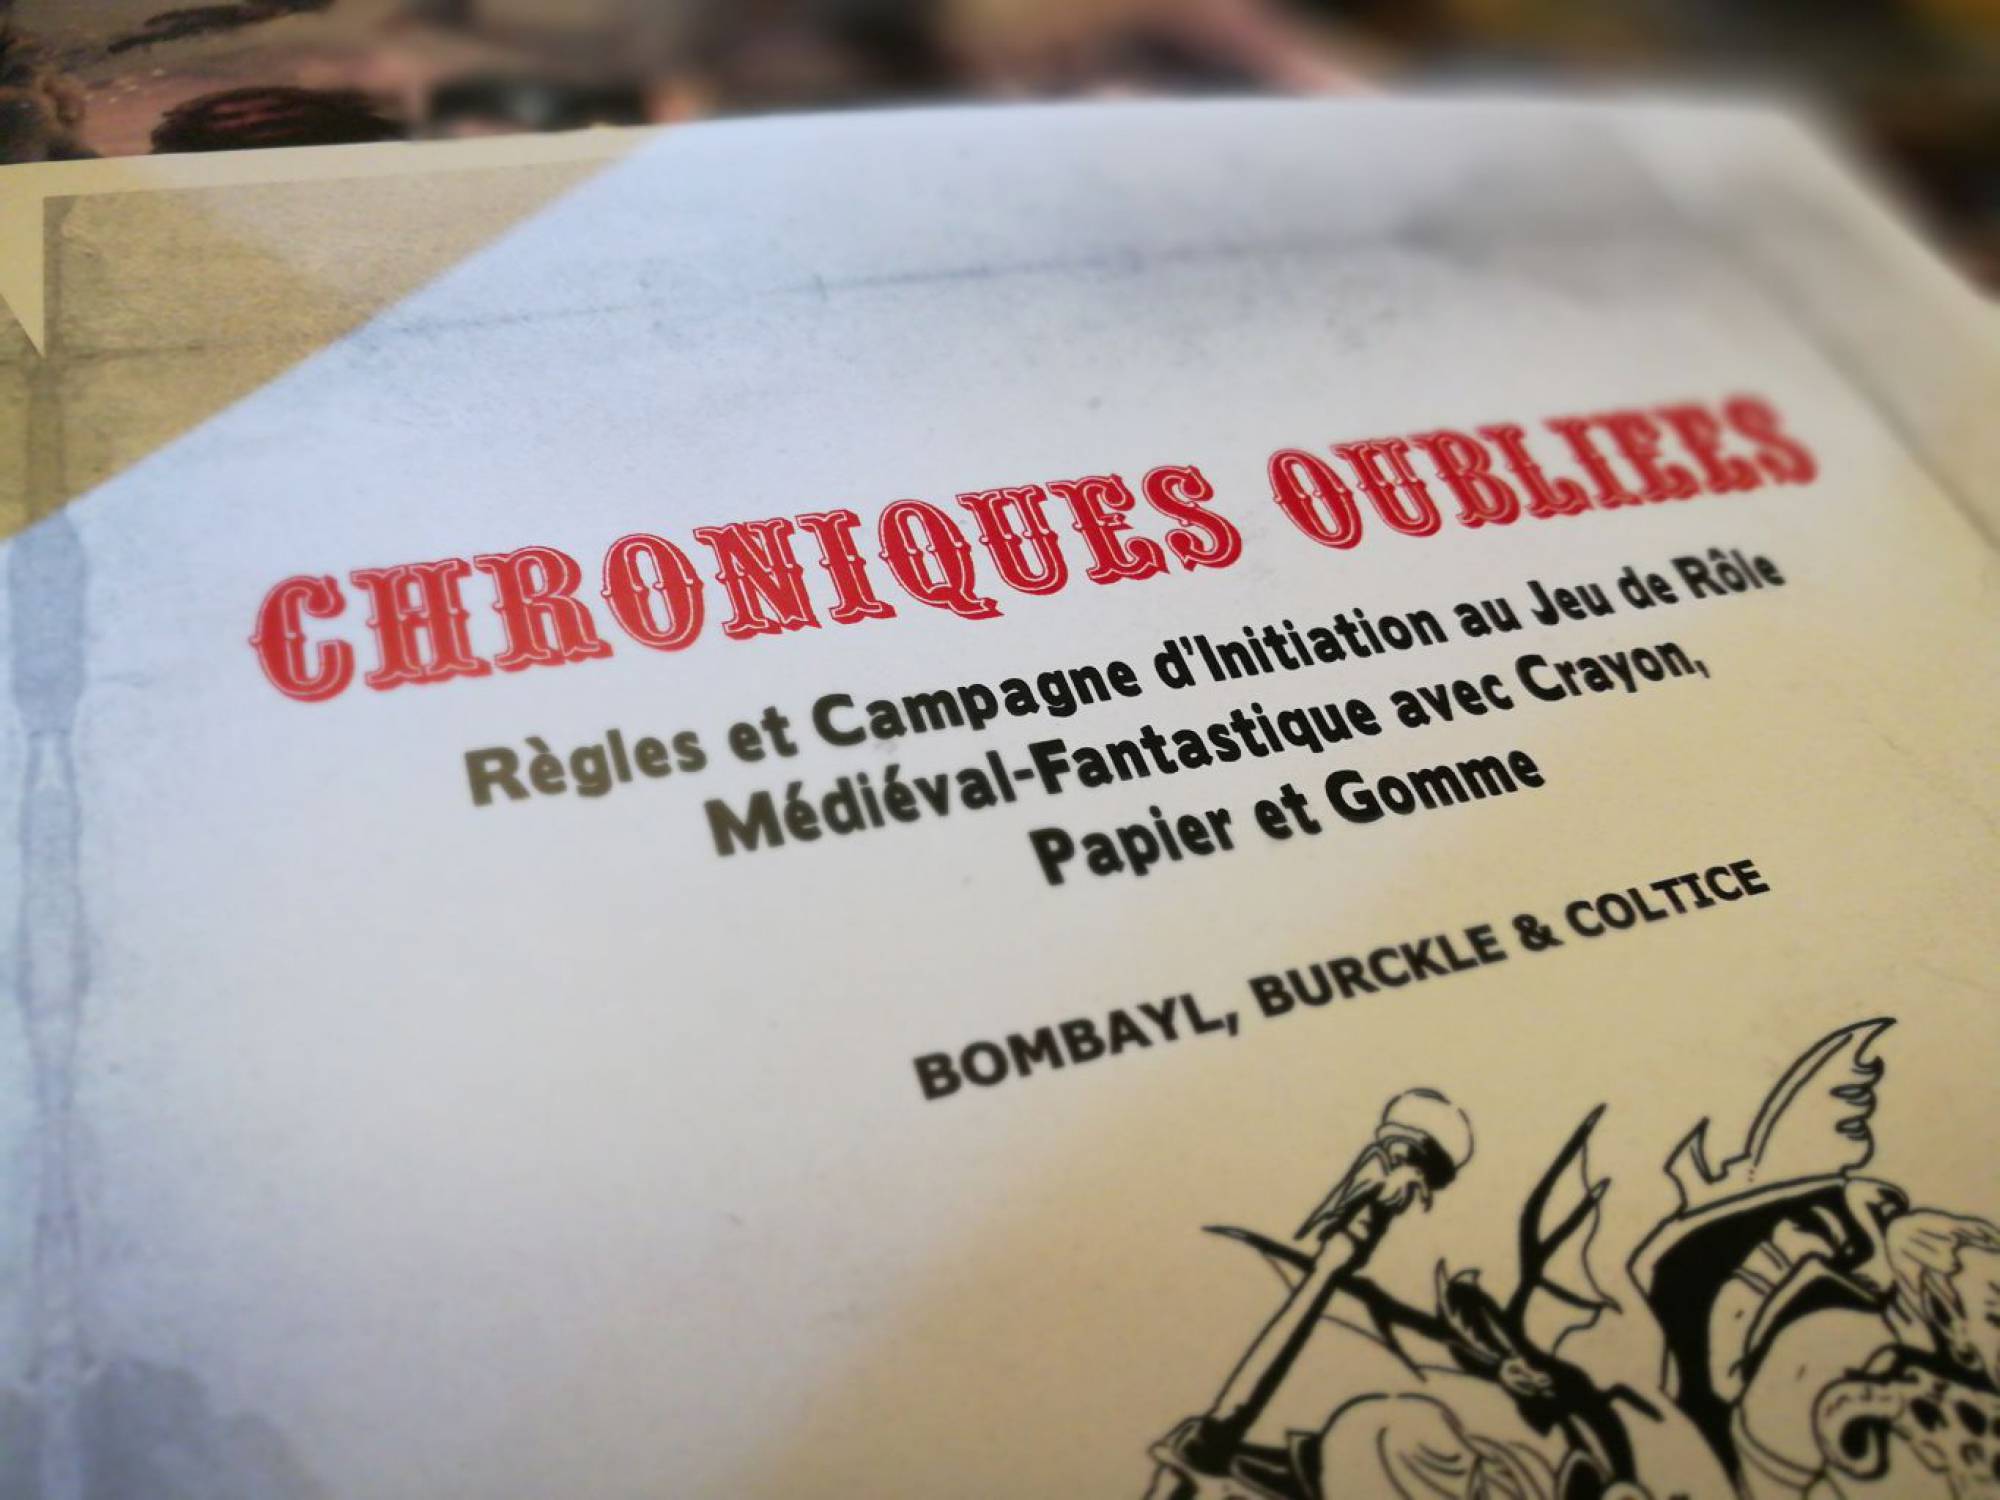 CHRONIQUES OUBLIEES
Règles et Campagne d'Initiation au Jeu de Rôle
Médiéval-Fantastique avec Crayon,
Papier et Gomme
BOMBAYL, BURCKLE & COLTICE